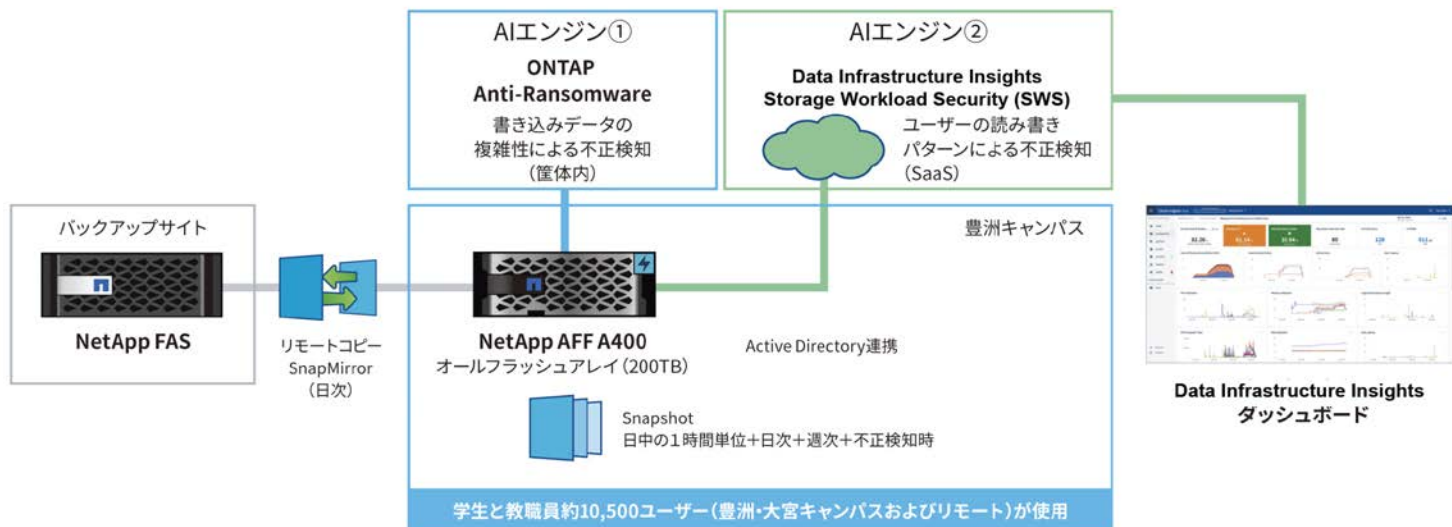 AIエンジン①
ONTAP
Anti-Ransomware
書き込みデータの
複雑性による不正検知
（筐体内）
AIエンジン②
Data Infrastructure Insights
Storage Workload Security (SWS)
ユーザーの読み書き
パターンによる不正検知
（SaaS）
バックアップサイト
NetApp FAS
リモートコピー
SnapMirror
（日次）
豊洲キャンパス
NetApp AFF A400
オールフラッシュアレイ（200TB）
Active Directory連携
Snapshot
日中の１時間単位＋日次＋週次＋不正検知時
学生と教職員約10,500ユーザー（豊洲・大宮キャンパスおよびリモート）が使用
Data Infrastructure Insights
ダッシュボード